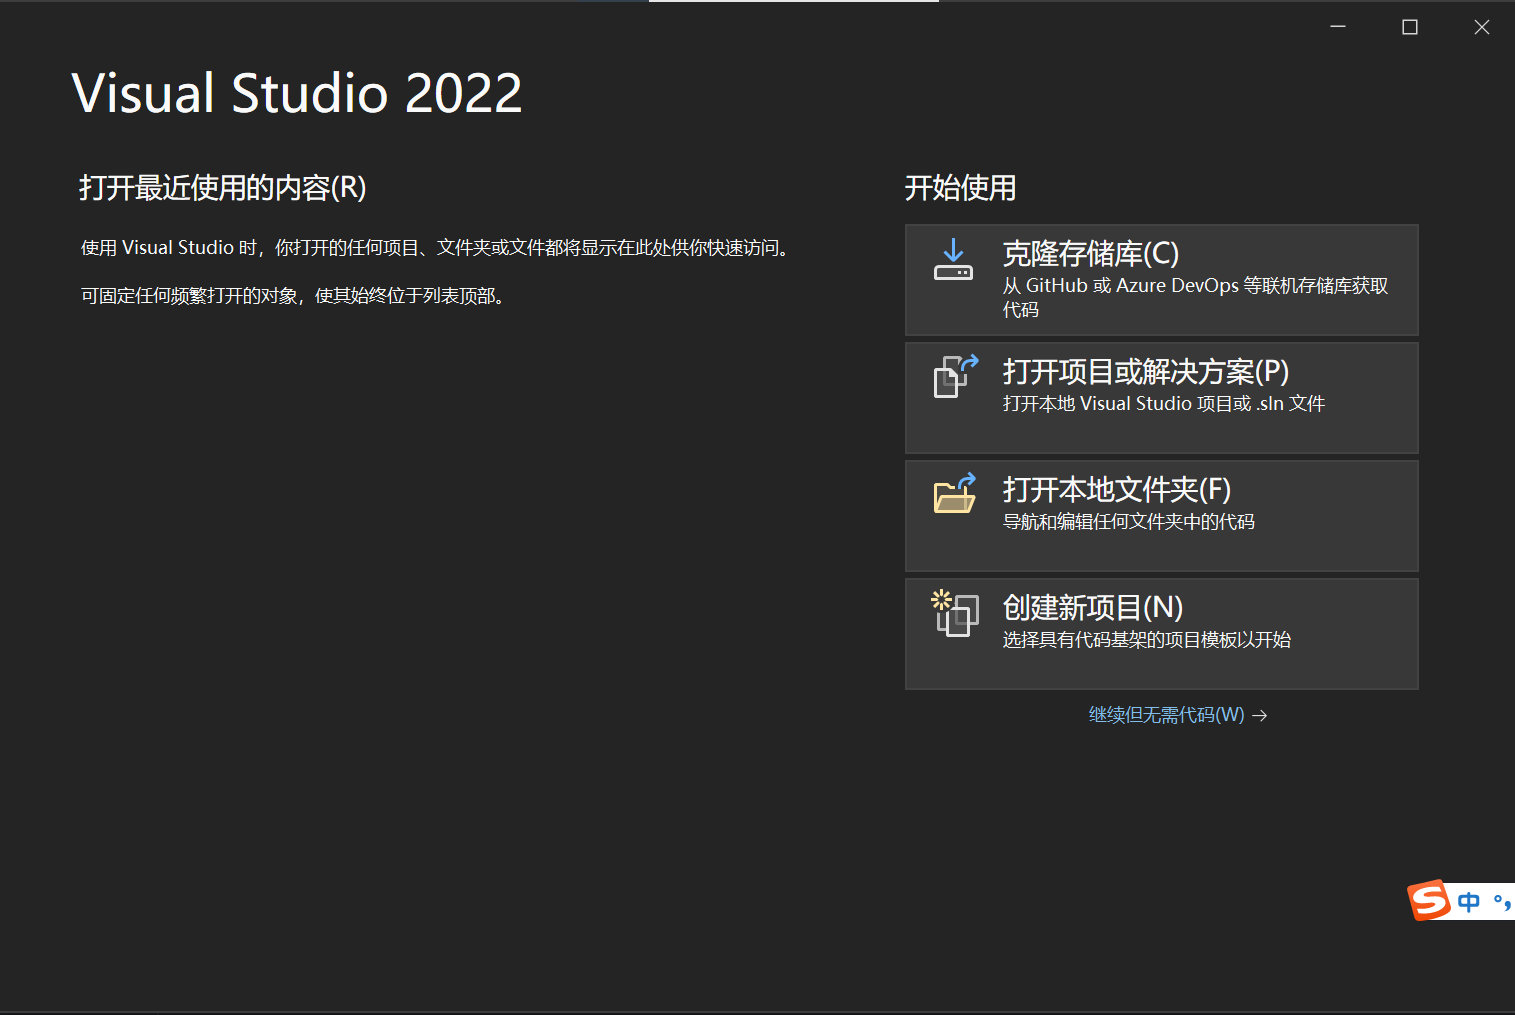 Visual Studio 2022
打开最近使用的内容(R)
使用 Visual Studio 时，你打开的任何项目、文件夹或文件都将显示在此处供你快速访问。
可固定任何频繁打开的对象，使其始终位于列表顶部。
开始使用
克隆存储库(C)
从 GitHub 或 Azure DevOps 等联机存储库获取
代码
打开项目或解决方案(P)
打开本地 Visual Studio 项目或 .sln 文件
打开本地文件夹(F)
导航和编辑任何文件夹中的代码
创建新项目(N)
选择具有代码基架的项目模板以开始
继续但无需代码(W) →
S 中 °,